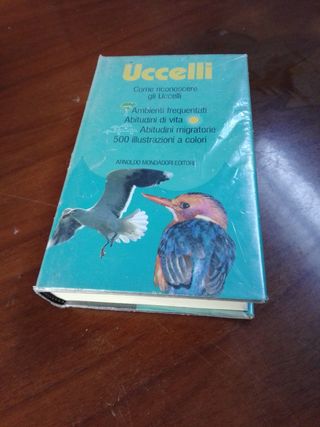 Uccelli
Come riconoscere
gli Uccelli
Ambienti frequentati
Abitudini di vita
Abitudini migratorie
500 illustrazioni a colori
ARNOLDO MONDADORI EDITORE